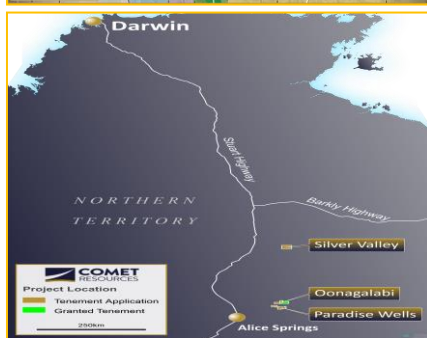 Darwin
Stuart Highway
NORTHERN
TERRITORY
Barkly Highway
Silver Valley
COMET
RESOURCES
Project Location
Tenement Application
Granted Tenement
250km
Oonagalabi
Paradise Wells
Alice Springs